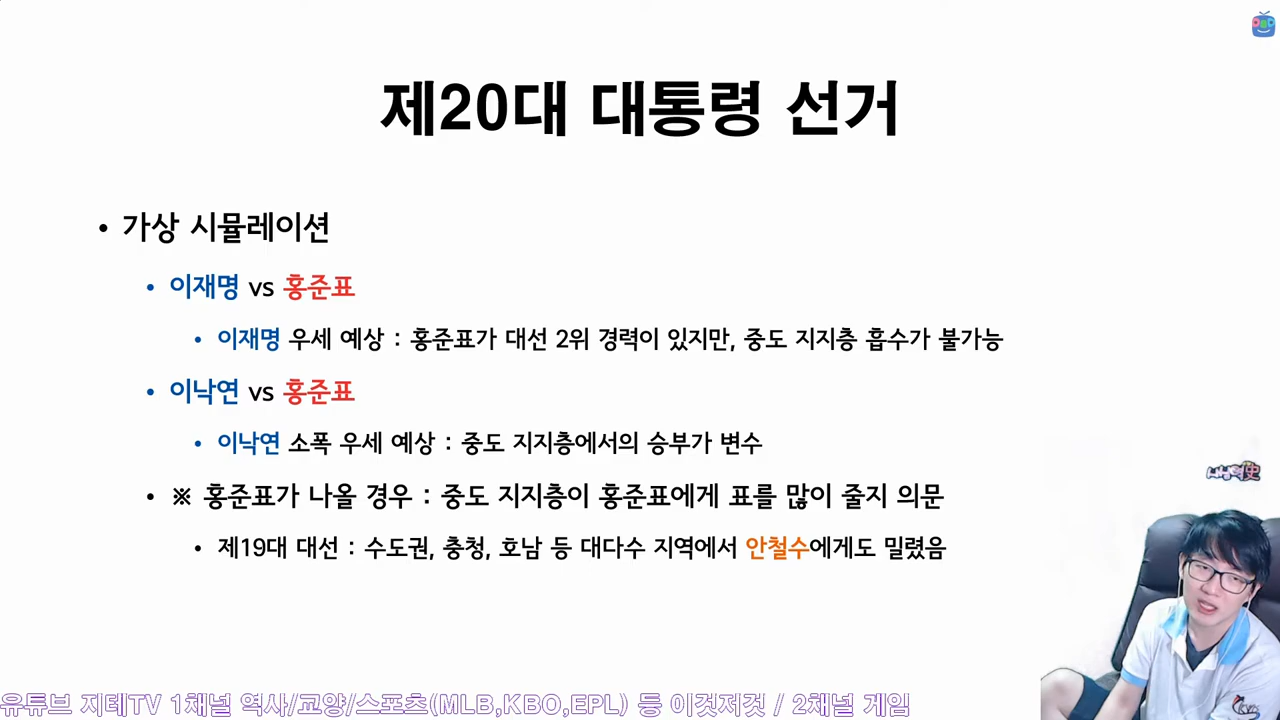 제20대 대통령 선거
• 가상 시뮬레이션
• 이재명 vs 홍준표
• 이재명 우세 예상 : 홍준표가 대선 2위 경력이 있지만, 중도 지지층 흡수가 불가능
• 이낙연 vs 홍준표
• 이낙연 소폭 우세 예상 : 중도 지지층에서의 승부가 변수
• ※ 홍준표가 나올 경우 : 중도 지지층이 홍준표에게 표를 많이 줄지 의문
• 제19대 대선 : 수도권, 충청, 호남 등 대다수 지역에서 안철수에게도 밀렸음
유튜브 지테TV 1채널 역사/교양/스포츠(MLB,KBO,EPL) 등 이것저것 / 2채널 게임